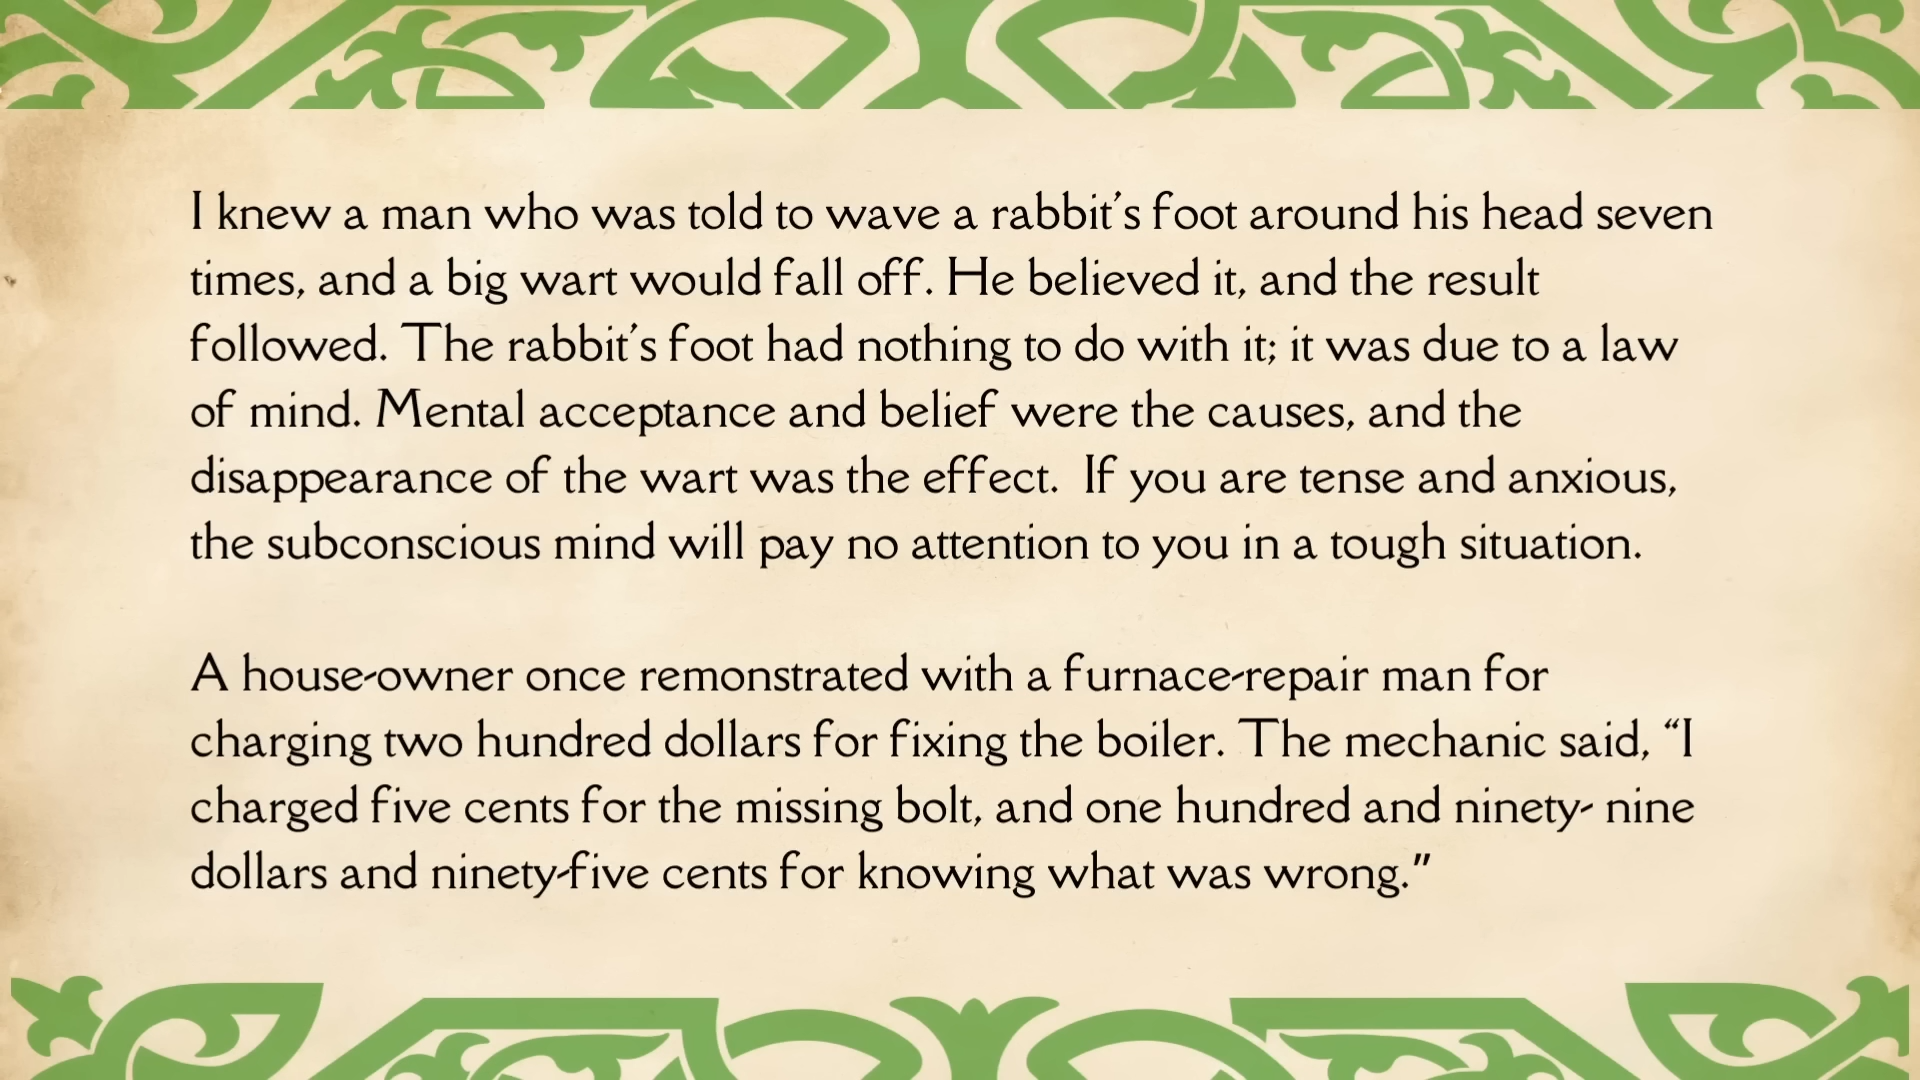 I knew a man who was told to wave a rabbit’s foot around his head seven
times, and a big wart would fall off. He believed it, and the result
followed. The rabbit’s foot had nothing to do with it; it was due to a law
of mind. Mental acceptance and belief were the causes, and the
disappearance of the wart was the effect.  If you are tense and anxious,
the subconscious mind will pay no attention to you in a tough situation.

A house-owner once remonstrated with a furnace-repair man for
charging two hundred dollars for fixing the boiler. The mechanic said, “I
charged five cents for the missing bolt, and one hundred and ninety- nine
dollars and ninety-five cents for knowing what was wrong."